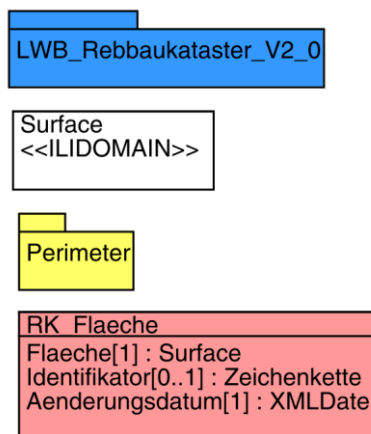 LWB_Rebbaukataster_V2_0
Surface
<<ILIDOMAIN>>
Perimeter
RK_Flaeche
Flaeche[1] : Surface
Identifikator[0..1] : Zeichenkette
Aenderungsdatum[1] : XMLDate